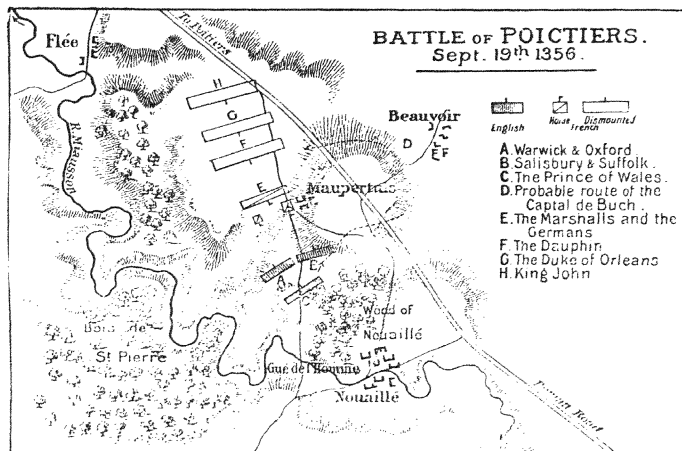 BATTLE OF POICTIERS.
Sept. 19th 1356.
To Poitiers
Flée
R. Miausson
H
G
F
E
Beauvoir
D
Maupertuis
A
B
C
Wood of
Nouaillé
Bois de
St Pierre
Gué de l'Homme
Nouaillé
Roman Road
English
Horse
Dismounted
French
A. Warwick & Oxford.
B. Salisbury & Suffolk.
C. The Prince of Wales.
D. Probable route of the
Captal de Buch.
E. The Marshalls and the
Germans
F. The Dauphin
G. The Duke of Orleans
H. King John